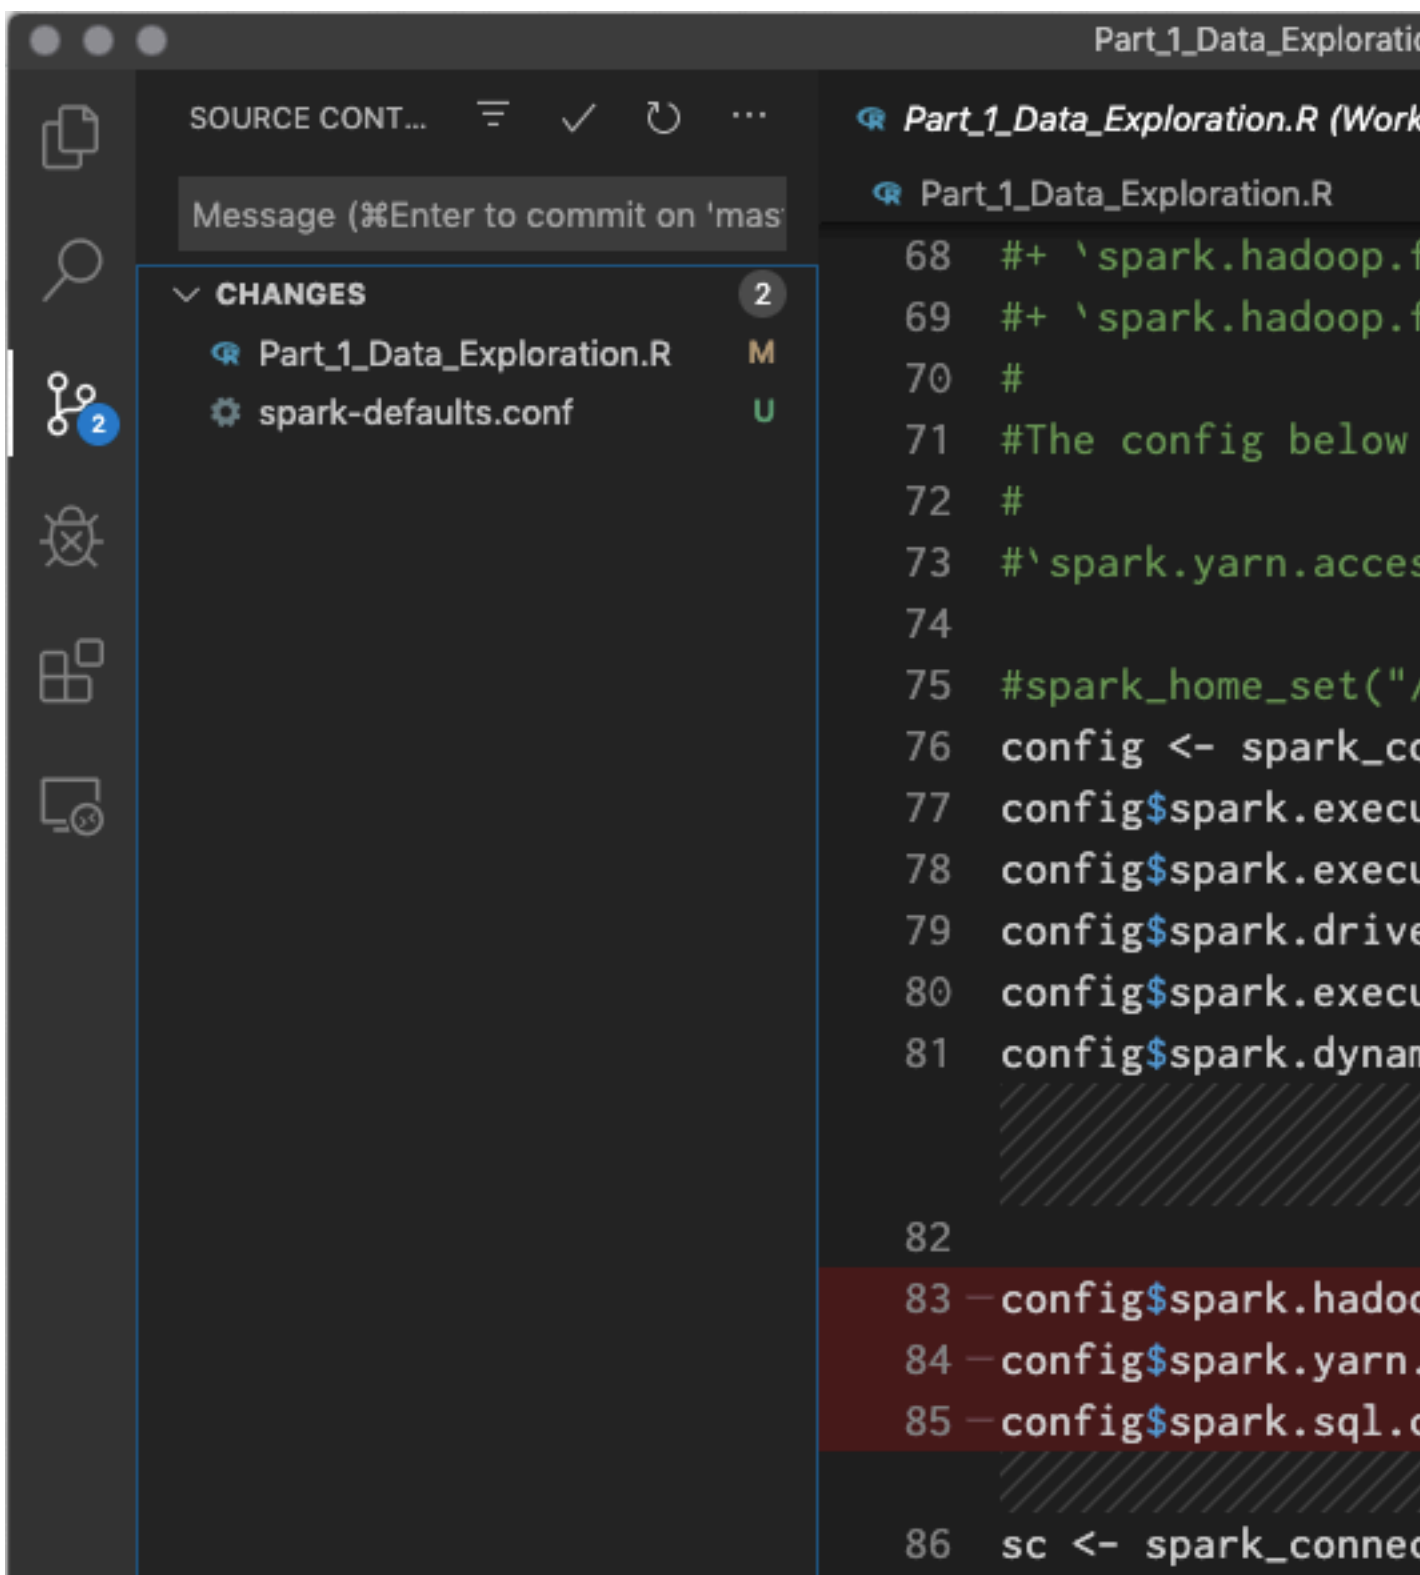 Part_1_Data_Exploratio
SOURCE CONT...
Message (⌘Enter to commit on 'mas
CHANGES 2
Part_1_Data_Exploration.R M
spark-defaults.conf U
2
Part_1_Data_Exploration.R (Work
Part_1_Data_Exploration.R
68 #+ `spark.hadoop.f
69 #+ `spark.hadoop.f
70 #
71 #The config below
72 #
73 #`spark.yarn.acces
74
75 #spark_home_set("/
76 config <- spark_co
77 config$spark.execu
78 config$spark.execu
79 config$spark.drive
80 config$spark.execu
81 config$spark.dynam
82
83 —config$spark.hadoo
84 —config$spark.yarn.
85 —config$spark.sql.c
86 sc <- spark_connec